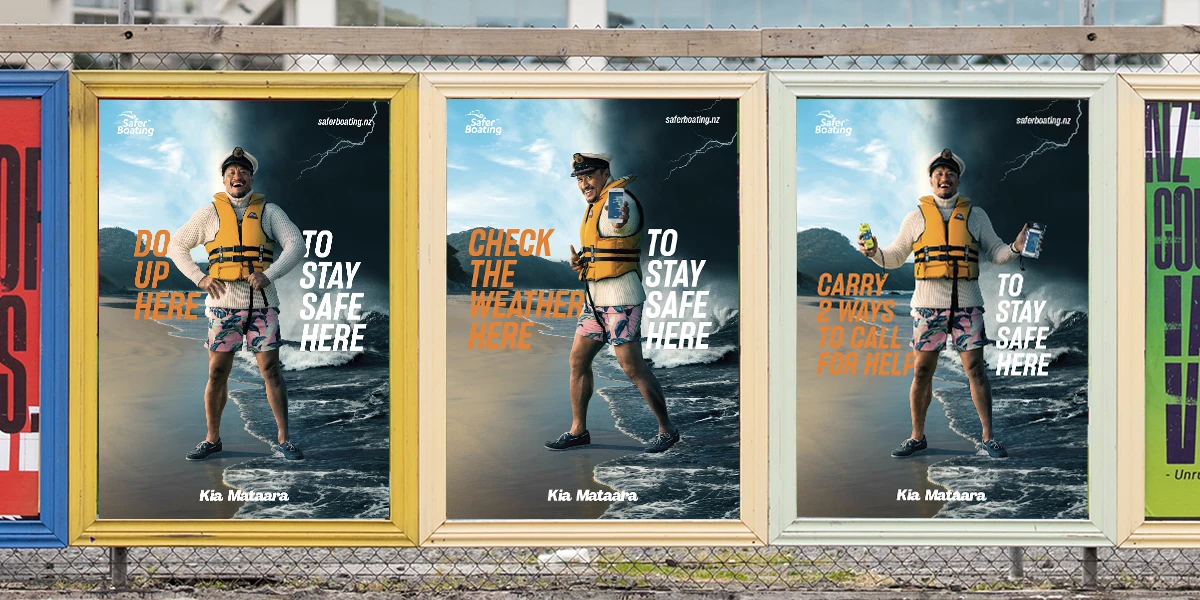 Safer
Boating
saferboating.nz
DO
UP
HERE
TO
STAY
SAFE
HERE
Kia Mataara
Safer
Boating
saferboating.nz
CHECK
THE
WEATHER
HERE
TO
STAY
SAFE
HERE
Kia Mataara
Safer
Boating
saferboating.nz
CARRY
2 WAYS
TO CALL
FOR HELP
TO
STAY
SAFE
HERE
Kia Mataara
NZ